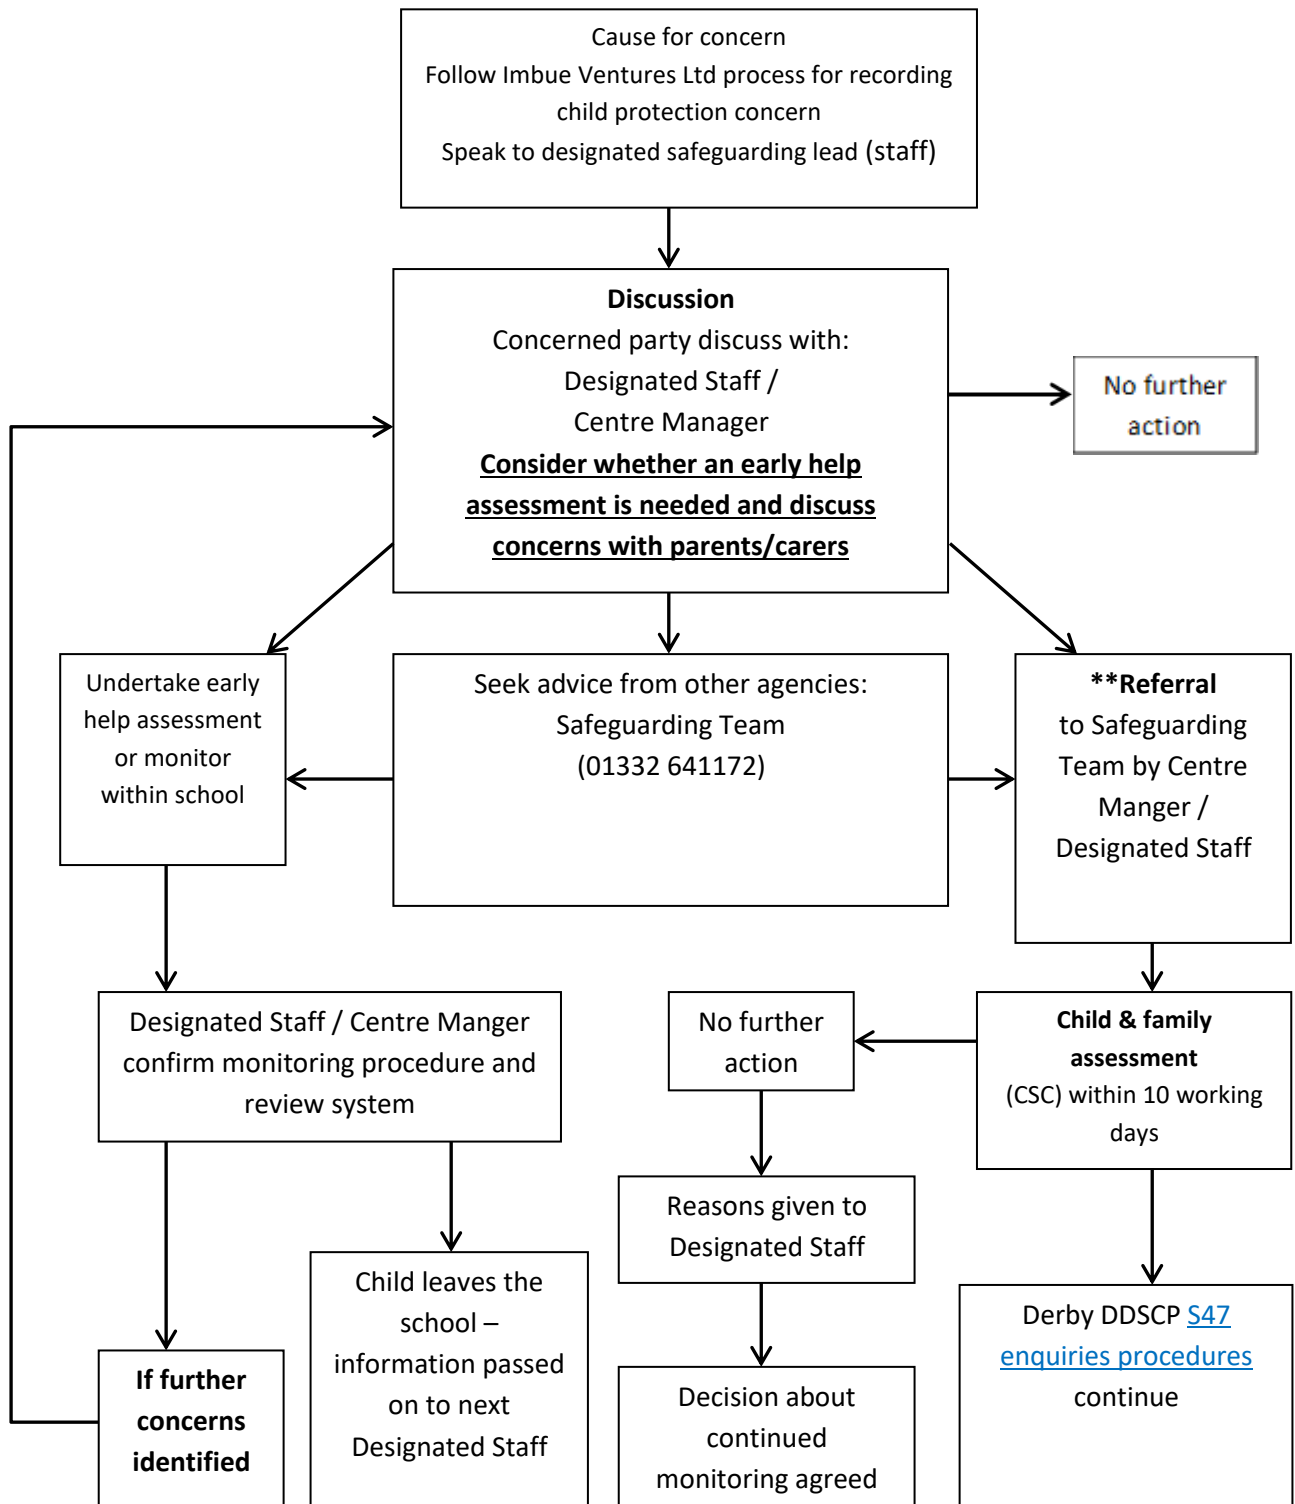 Cause for concern
Follow Imbue Ventures Ltd process for recording
child protection concern
Speak to designated safeguarding lead (staff)
Discussion
Concerned party discuss with:
Designated Staff /
Centre Manager
Consider whether an early help
assessment is needed and discuss
concerns with parents/carers
No further
action
Undertake early
help assessment
or monitor
within school
Seek advice from other agencies:
Safeguarding Team
(01332 641172)
**Referral
to Safeguarding
Team by Centre
Manger /
Designated Staff
Designated Staff / Centre Manger
confirm monitoring procedure and
review system
No further
action
Child & family
assessment
(CSC) within 10 working
days
Reasons given to
Designated Staff
Child leaves the
school –
information passed
on to next
Designated Staff
Derby DDSCP S47
enquiries procedures
continue
If further
concerns
identified
Decision about
continued
monitoring agreed